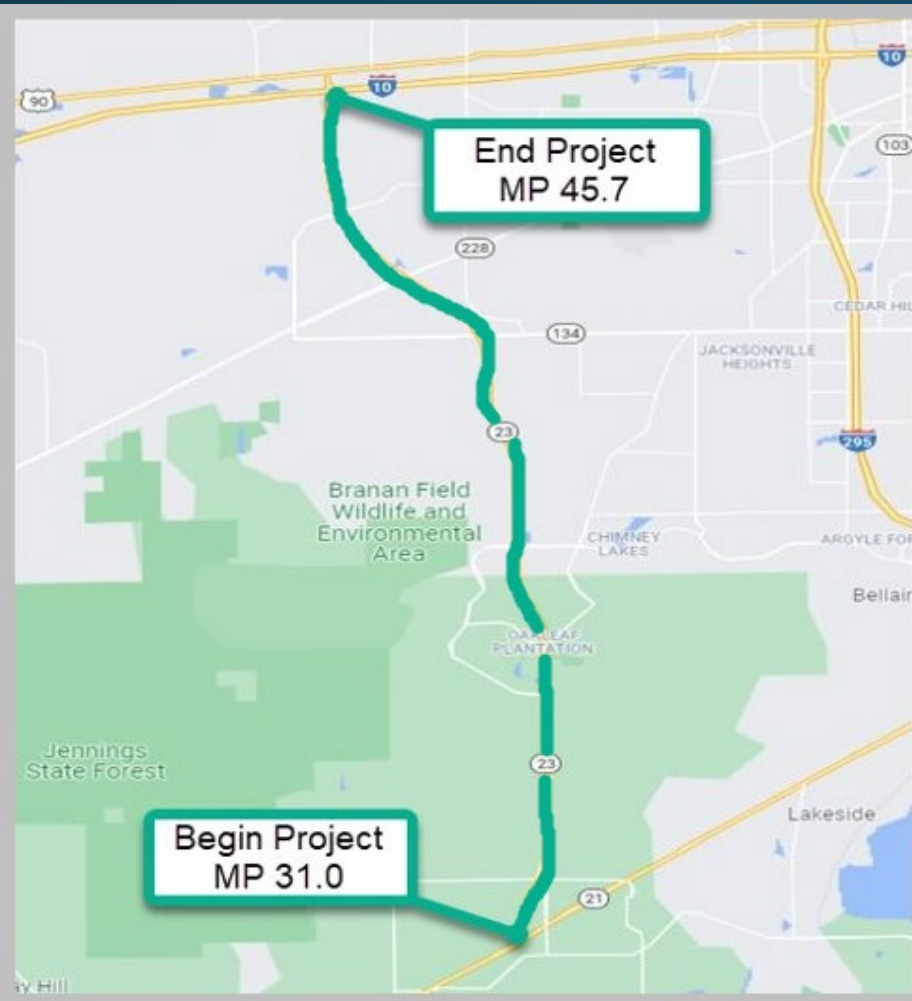 10
10
90
End Project
MP 45.7
103
228
CEDAR HIL
134
JACKSONVILLE
HEIGHTS
23
295
Branan Field
Wildlife and
Environmental
Area
CHIMNEY
LAKES
ARGYLE FOR
Bellair
OAKLEAF
PLANTATION
Jennings
State Forest
23
Lakeside
Begin Project
MP 31.0
21
ay Hill